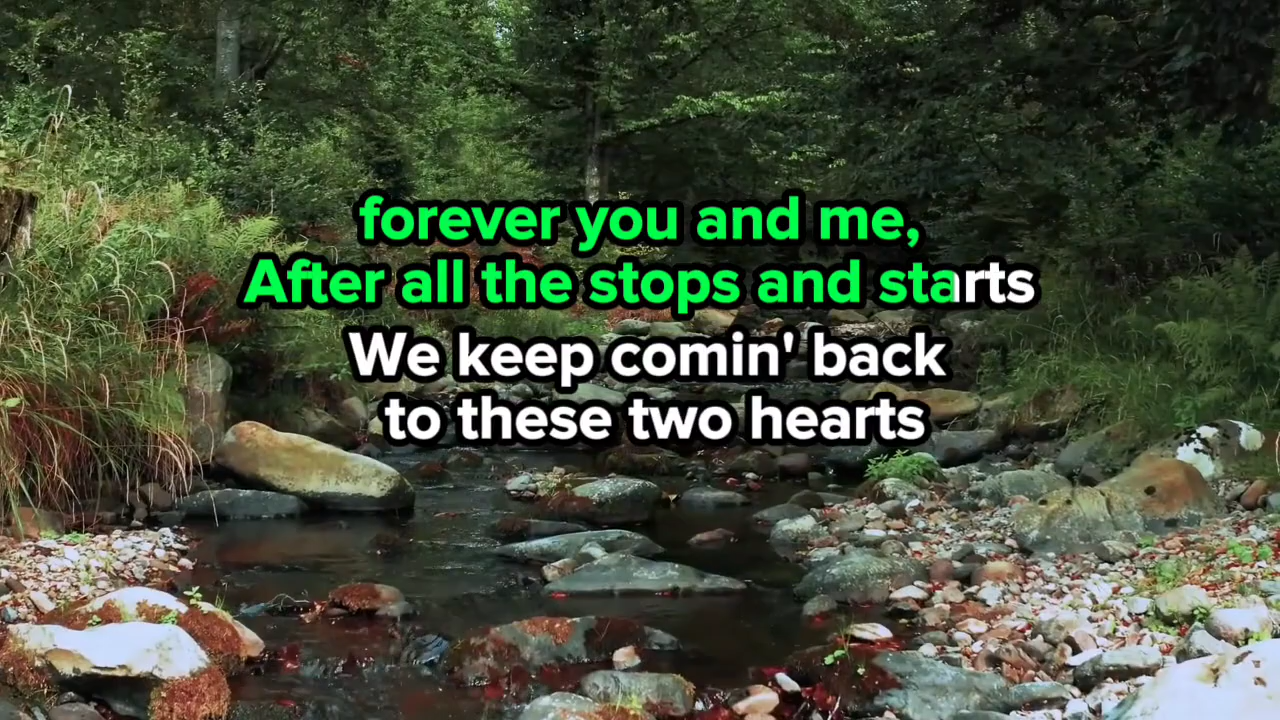 forever you and me,
After all the stops and starts
We keep comin' back
to these two hearts